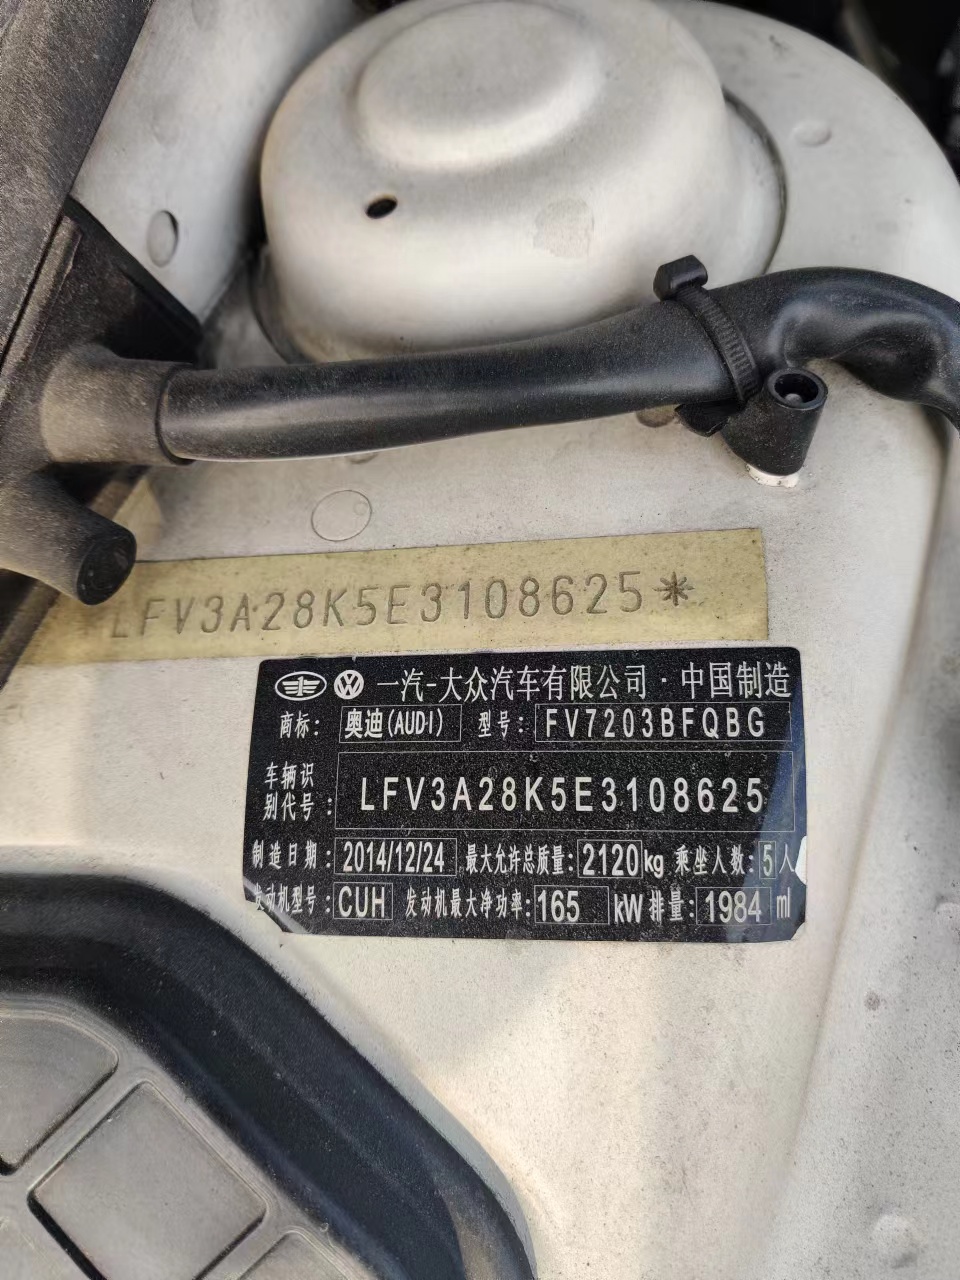 LFV3A28K5E3108625*
一汽-大众汽车有限公司·中国制造
商标: 奥迪(AUDI) 型号: FV7203BFQBG
车辆识
别代号: LFV3A28K5E3108625
制造日期: 2014/12/24 最大允许总质量: 2120kg 乘坐人数: 5人
发动机型号: CUH 发动机最大净功率: 165 kW 排量: 1984 ml